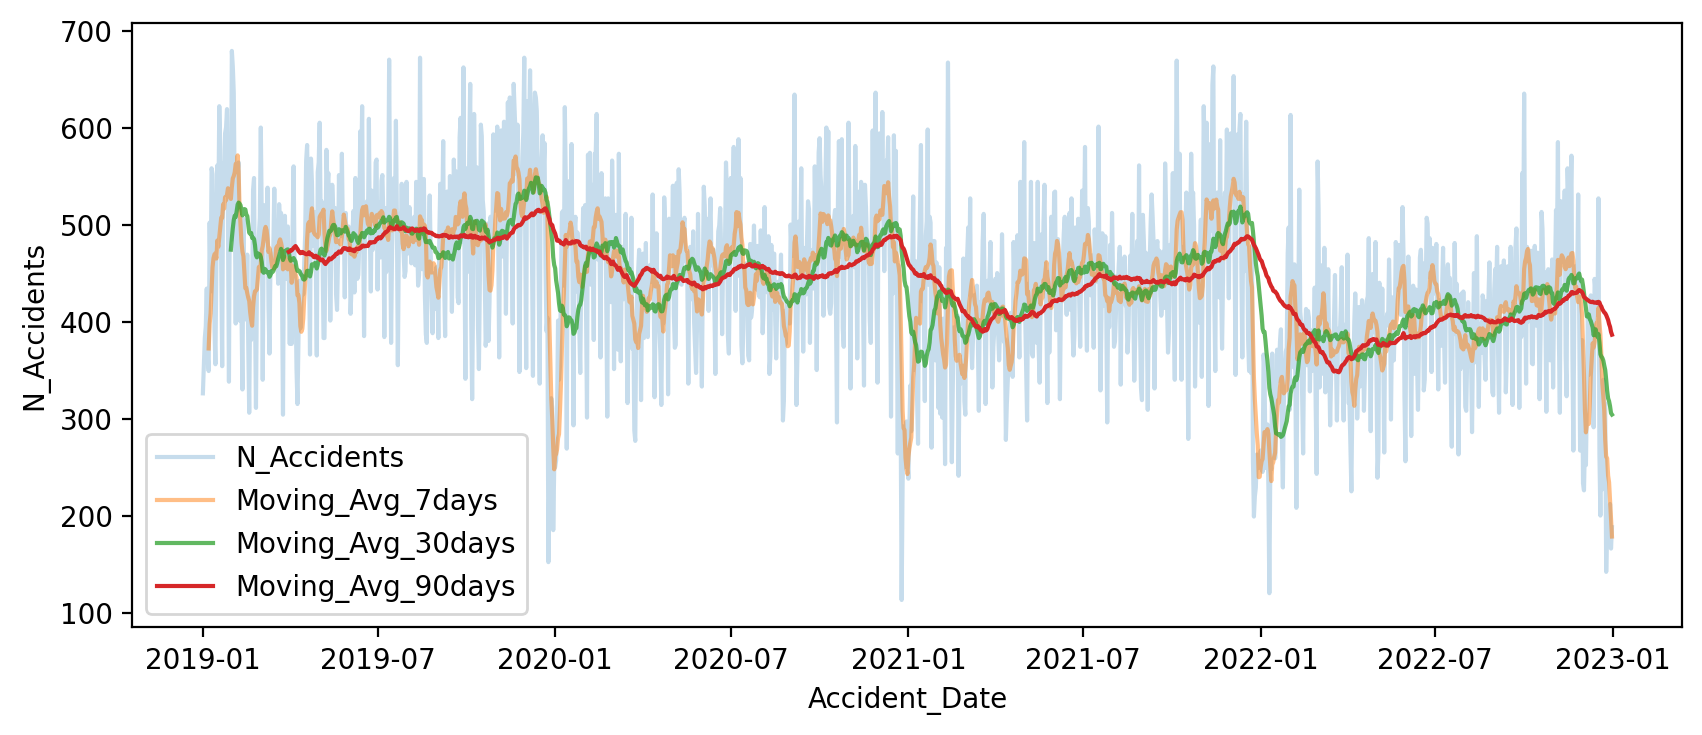 700
600
500
400
300
200
100
N_Accidents
N_Accidents
Moving_Avg_7days
Moving_Avg_30days
Moving_Avg_90days
2019-01 2019-07 2020-01 2020-07 2021-01 2021-07 2022-01 2022-07 2023-01
Accident_Date